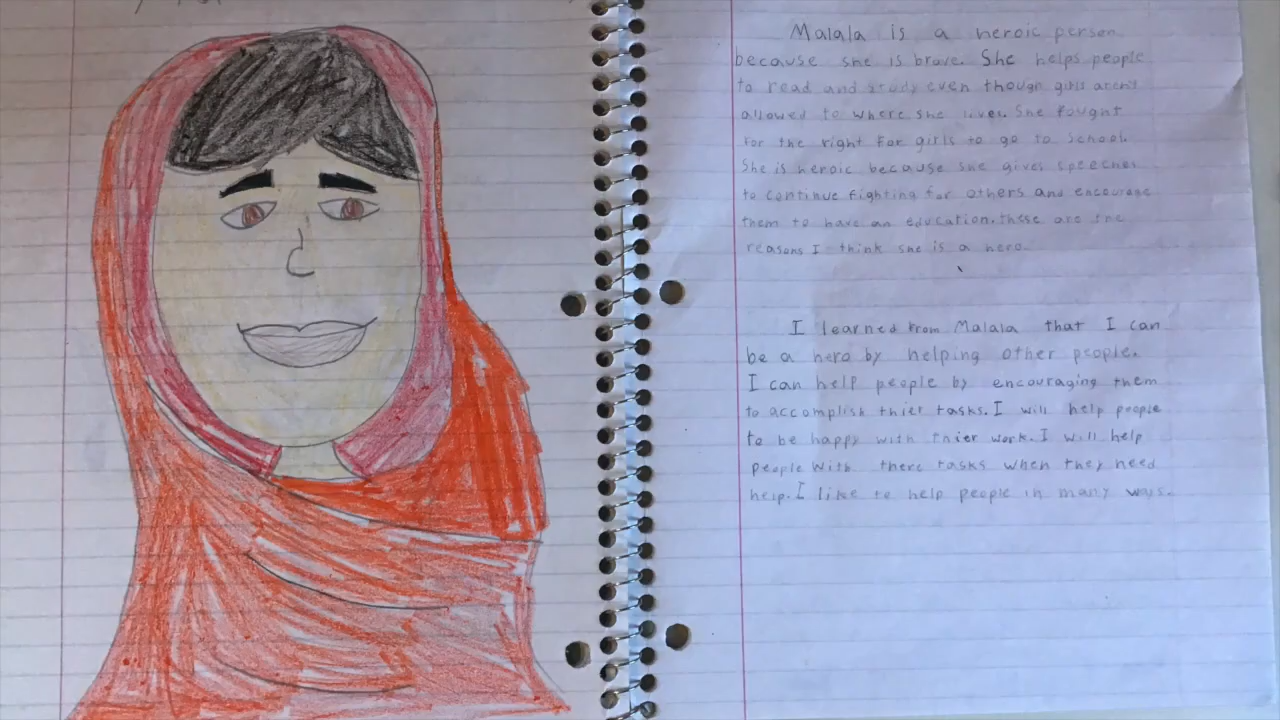 Malala is a heroic person
because she is brave. She helps people
to read and study even though girls aren't
allowed to where she lives. She fought
for the right for girls to go to school.
She is heroic because she gives speeches
to continue fighting for others and encourage
them to have an education. these are the
reasons I think she is a hero.
I learned from Malala that I can
be a hero by helping other people.
I can help people by encouraging them
to accomplish thier tasks. I will help people
to be happy with thier work. I will help
people with there tasks when they need
help. I like to help people in many ways.